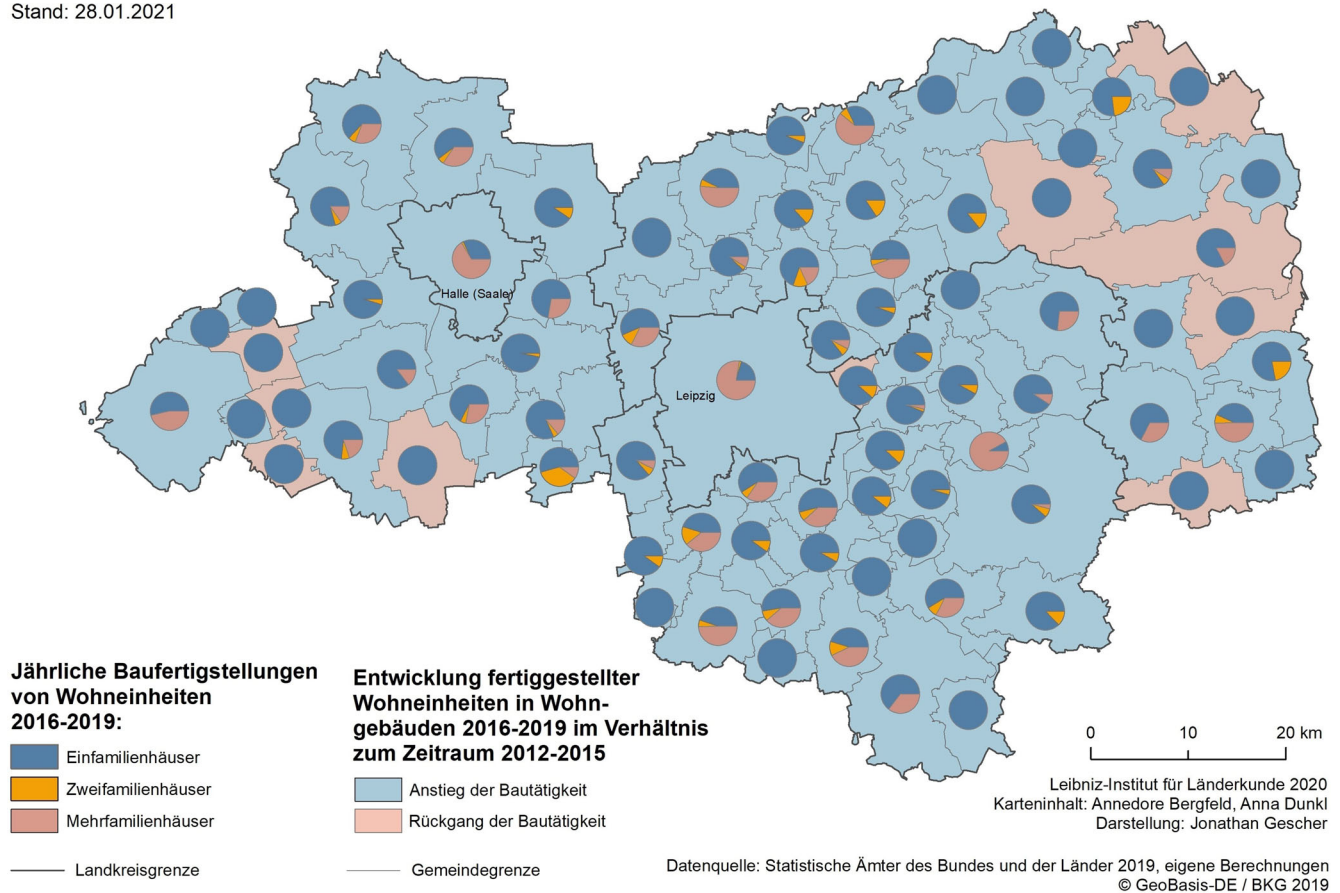 Stand: 28.01.2021
Halle (Saale)
Leipzig
Jährliche Baufertigstellungen
von Wohneinheiten
2016-2019:
Einfamilienhäuser
Zweifamilienhäuser
Mehrfamilienhäuser
Landkreisgrenze
Entwicklung fertiggestellter
Wohneinheiten in Wohn-
gebäuden 2016-2019 im Verhältnis
zum Zeitraum 2012-2015
Anstieg der Bautätigkeit
Rückgang der Bautätigkeit
Gemeindegrenze
0 10 20 km
Leibniz-Institut für Länderkunde 2020
Karteninhalt: Annedore Bergfeld, Anna Dunkl
Darstellung: Jonathan Gescher
Datenquelle: Statistische Ämter des Bundes und der Länder 2019, eigene Berechnungen
© GeoBasis-DE / BKG 2019